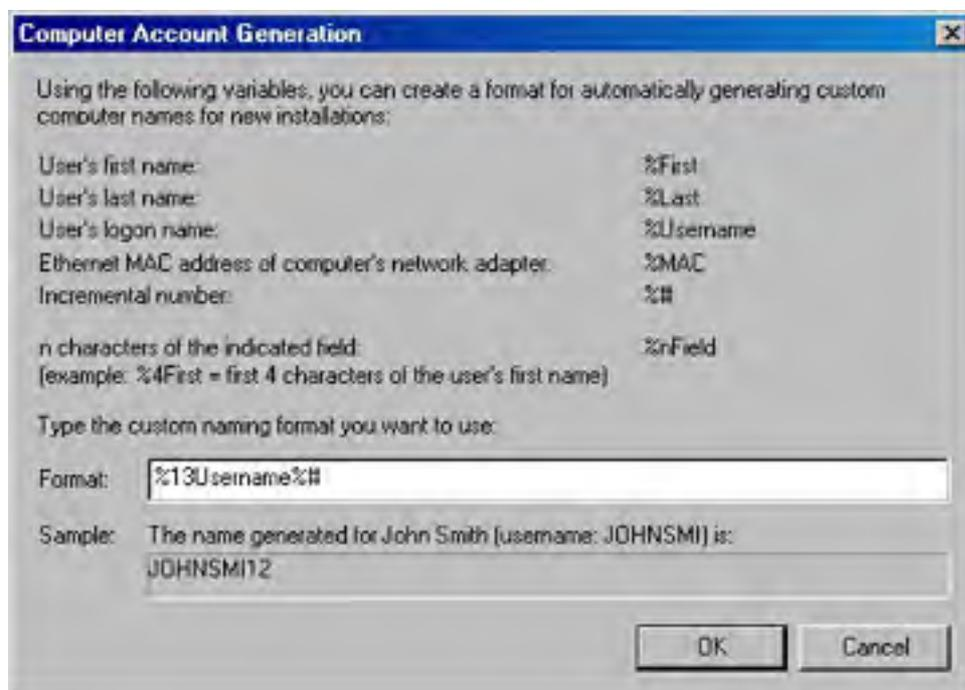 Computer Account Generation
Using the following variables, you can create a format for automatically generating custom
computer names for new installations:
User's first name: %First
User's last name: %Last
User's logon name: %Username
Ethernet MAC address of computer's network adapter: %MAC
Incremental number: %#
n characters of the indicated field: %nField
(example: %4First = first 4 characters of the user's first name)
Type the custom naming format you want to use:
Format: %13Username%#
Sample: The name generated for John Smith (username: JOHNSMI) is:
JOHNSMI12
OK Cancel